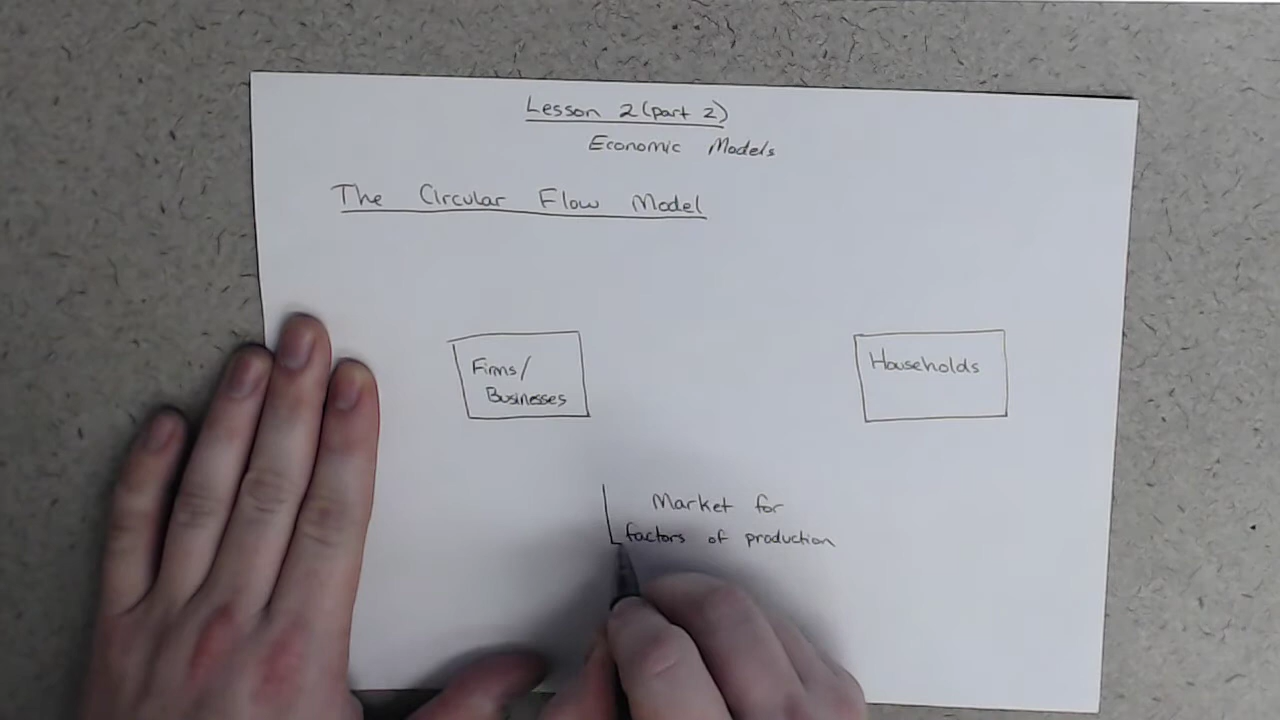 Lesson 2 (part 2)
Economic Models
The Circular Flow Model
Firms/
Businesses
Households
Market for
factors of production